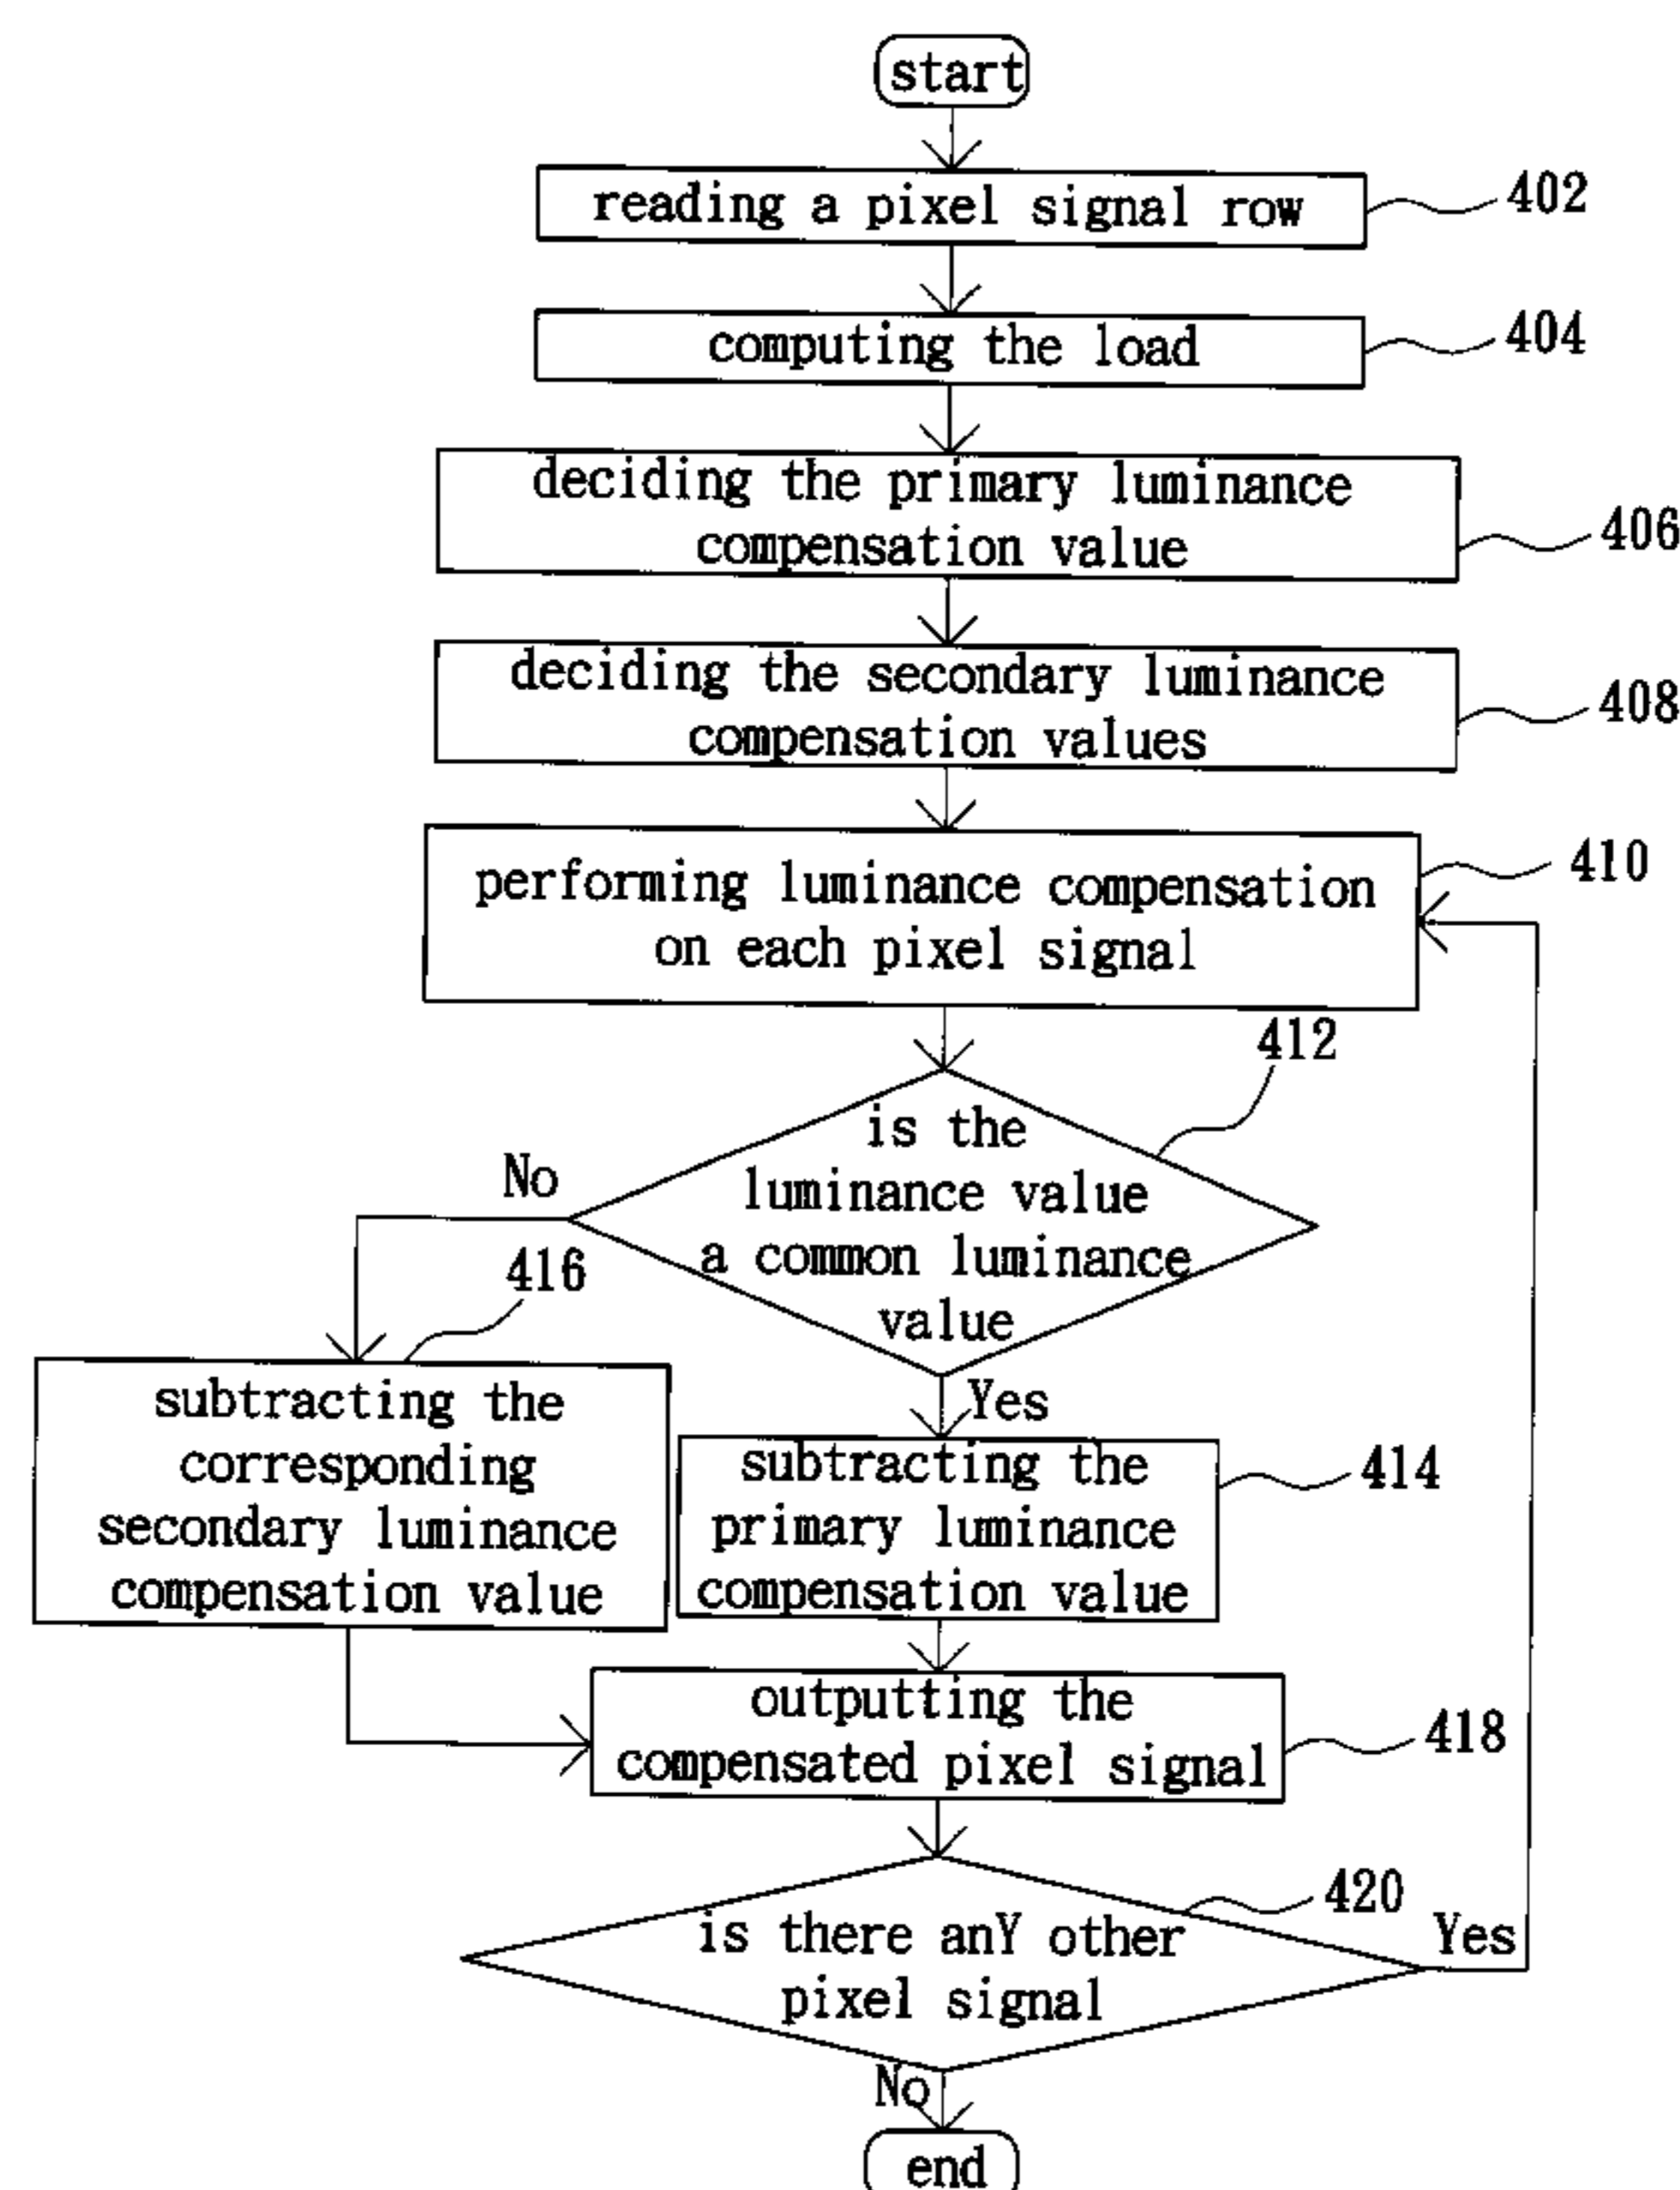 start
reading a pixel signal row
402
computing the load
404
deciding the primary luminance
compensation value
406
deciding the secondary luminance
compensation values
408
performing luminance compensation
on each pixel signal
410
412
is the
luminance value
a common luminance
value
No
416
Yes
subtracting the
corresponding
secondary luminance
compensation value
subtracting the
primary luminance
compensation value
414
outputting the
compensated pixel signal
418
420
is there anY other
pixel signal
Yes
No
end